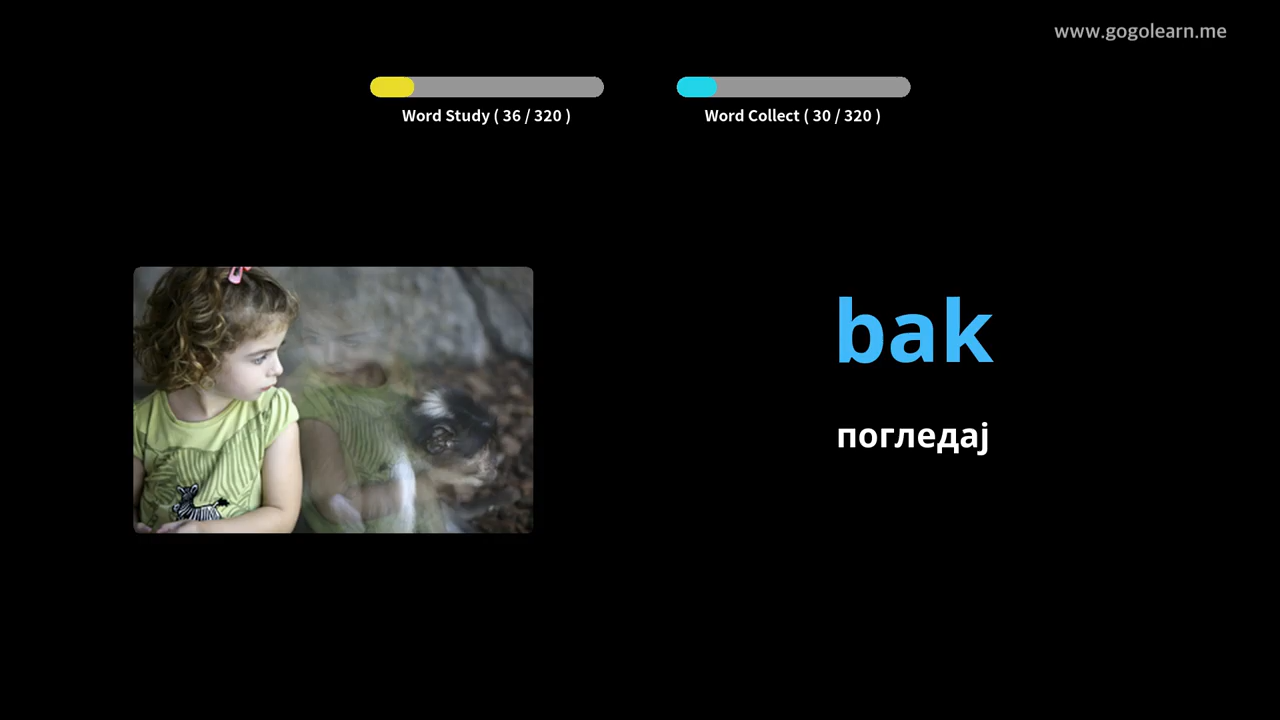 www.gogolearn.me
Word Study ( 36 / 320 )
Word Collect ( 30 / 320 )
bak
погледај